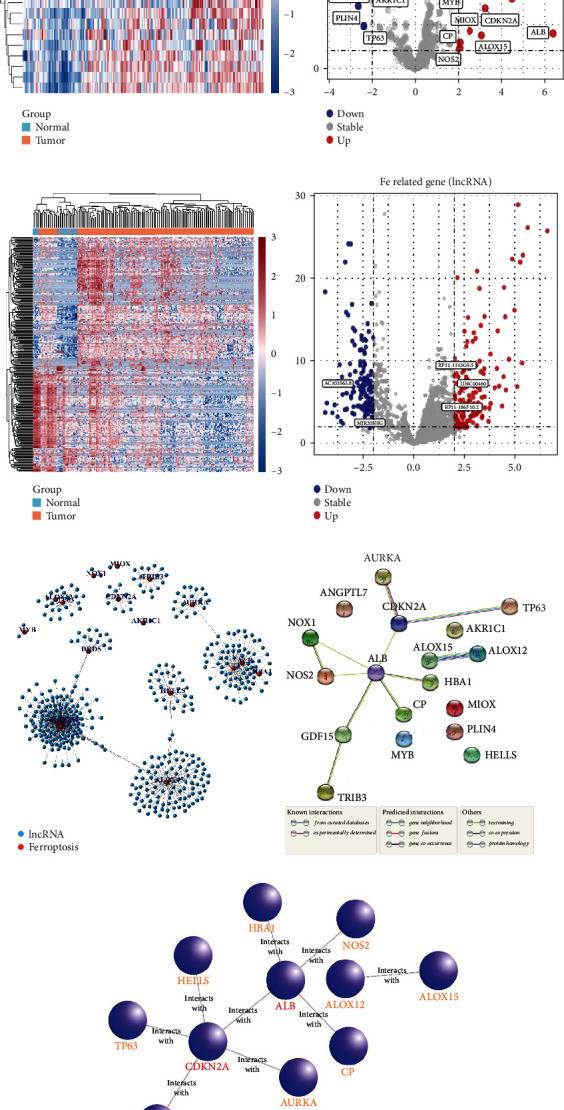 −1
−2
−3
Group
Normal
Tumor
MYB
PLIN4
MIOX
CDKN2A
TP63
CP
ALB
ALOX15
NOS2
0
−4
−2
0
2
4
6
Down
Stable
Up
3
2
1
0
−1
−2
−3
Group
Normal
Tumor
Fe related gene (lncRNA)
30
20
10
0
LINC00460
−2.5
0.0
2.5
5.0
Down
Stable
Up
MIOX
CDKN2A
AKR1C1
lncRNA
Ferroptosis
AURKA
ANGPTL7
CDKN2A
TP63
NOX1
AKR1C1
ALOX15
ALOX12
ALB
NOS2
HBA1
CP
MIOX
GDF15
PLIN4
MYB
HELLS
TRIB3
Known interactions
from curated databases
experimentally determined
Predicted interactions
gene neighborhood
gene fusions
gene co-occurrence
Others
textmining
co-expression
protein homology
HBA1
NOS2
Interacts
with
Interacts
with
HELLS
ALB
ALOX12
Interacts
with
ALOX15
Interacts
with
Interacts
with
Interacts
with
TP63
Interacts
with
CDKN2A
CP
Interacts
with
AURKA
Interacts
with